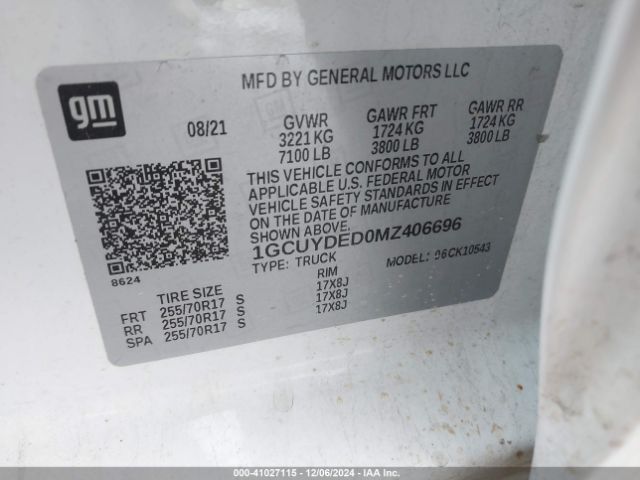 gm
MFD BY GENERAL MOTORS LLC
08/21
GVWR GAWR FRT GAWR RR
3221 KG 1724 KG 1724 KG
7100 LB 3800 LB 3800 LB
THIS VEHICLE CONFORMS TO ALL
APPLICABLE U.S. FEDERAL MOTOR
VEHICLE SAFETY STANDARDS IN EFFECT
ON THE DATE OF MANUFACTURE
SHOWN ABOVE.
1GCUYDED0MZ406696
TYPE: TRUCK MODEL: 06CK10543
8624
TIRE SIZE RIM
FRT 255/70R17 S 17X8J
RR 255/70R17 S 17X8J
SPA 255/70R17 S 17X8J
000-41027115 - 12/06/2024 - IAA Inc.